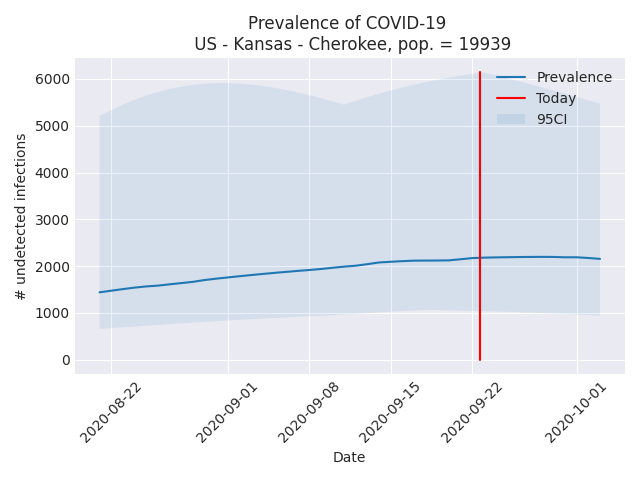 Prevalence of COVID-19
US - Kansas - Cherokee, pop. = 19939
Prevalence
Today
95CI
# undetected infections
6000
5000
4000
3000
2000
1000
0
2020-08-22
2020-09-01
2020-09-08
2020-09-15
2020-09-22
2020-10-01
Date